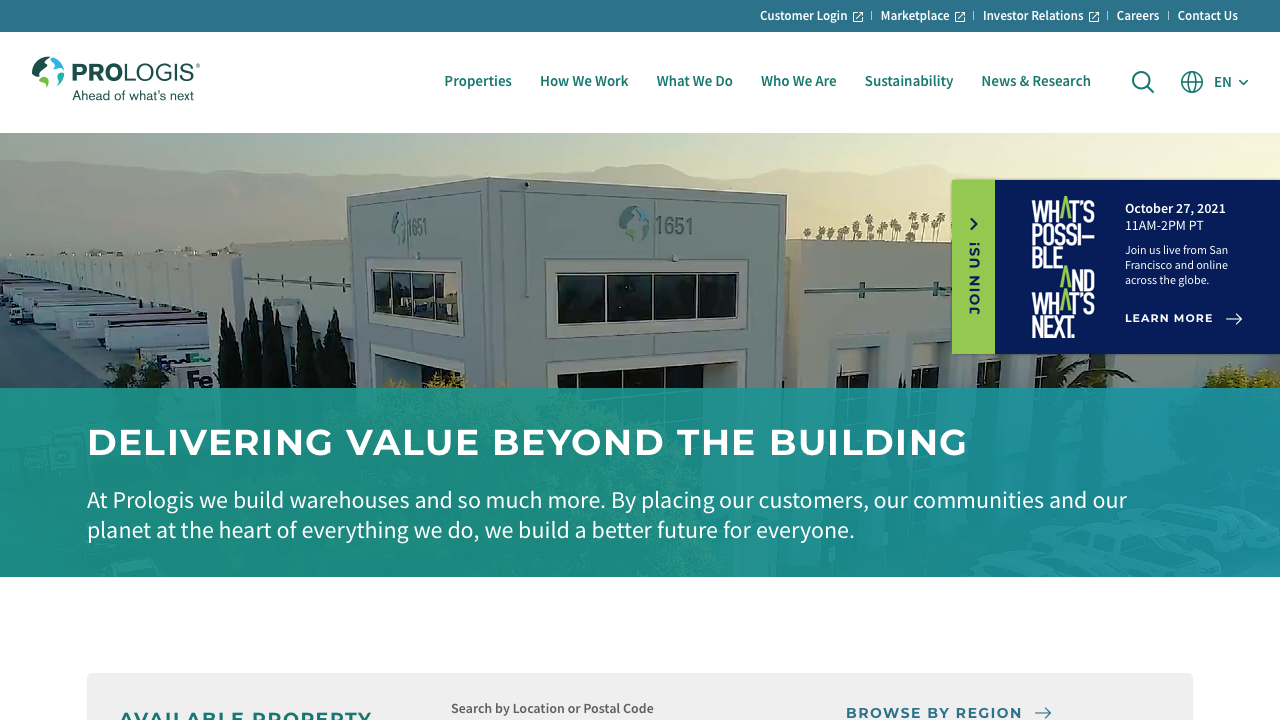 Customer Login
Marketplace
Investor Relations
Careers
Contact Us
PROLOGIS®
Ahead of what's next
Properties
How We Work
What We Do
Who We Are
Sustainability
News & Research
EN
1651
1651
FedEx
Fe
JOIN US!
WHAT'S
POSSI–
BLE
AND
WHAT'S
NEXT.
October 27, 2021
11AM-2PM PT
Join us live from San
Francisco and online
across the globe.
LEARN MORE
DELIVERING VALUE BEYOND THE BUILDING
At Prologis we build warehouses and so much more. By placing our customers, our communities and our
planet at the heart of everything we do, we build a better future for everyone.
AVAILABLE PROPERTY
Search by Location or Postal Code
BROWSE BY REGION